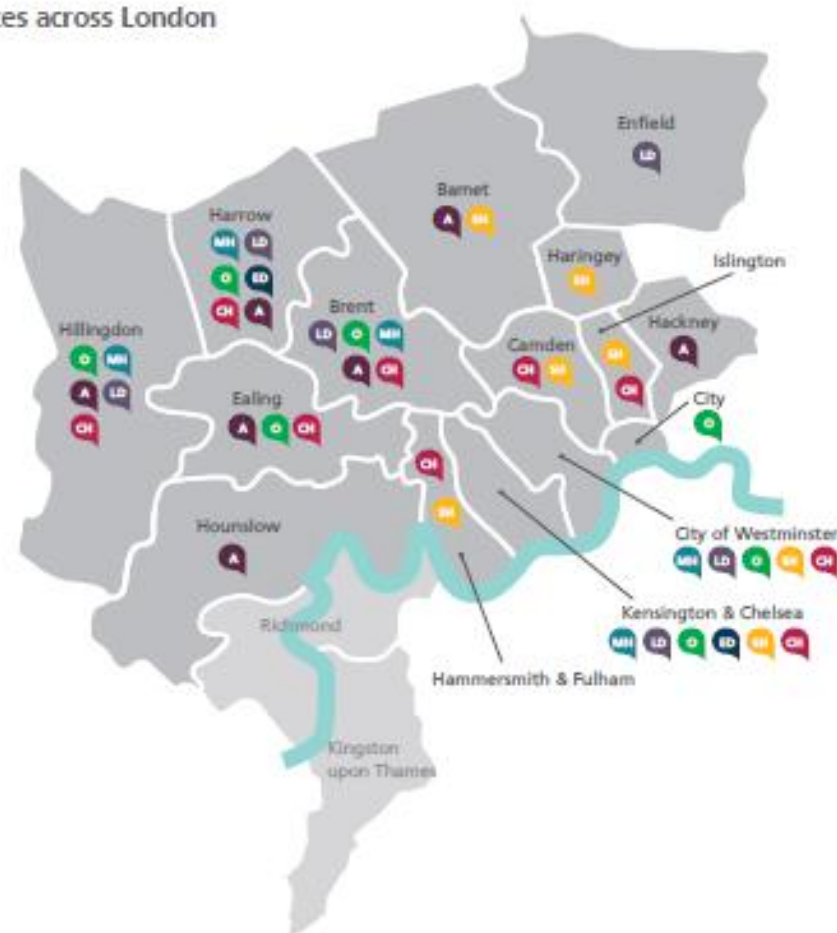 across London
Enfield
LD
Barnet
A SH
Harrow
MH LD
O ED
CH A
Haringey
SH
Islington
SH
CH
Hackney
A
Brent
LD O MH
A CH
Hillingdon
O MH
A LD
CH
Camden
CH SH
Ealing
A O CH
City
O
CH
SH
Hounslow
A
City of Westminster
MH LD O SH CH
Kensington & Chelsea
MH LD O ED SH CH
Richmond
Hammersmith & Fulham
Kingston
upon Thames